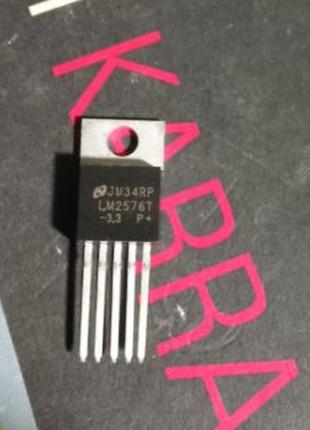 JM34RP
LM2576T
-3.3 P+
KARRA